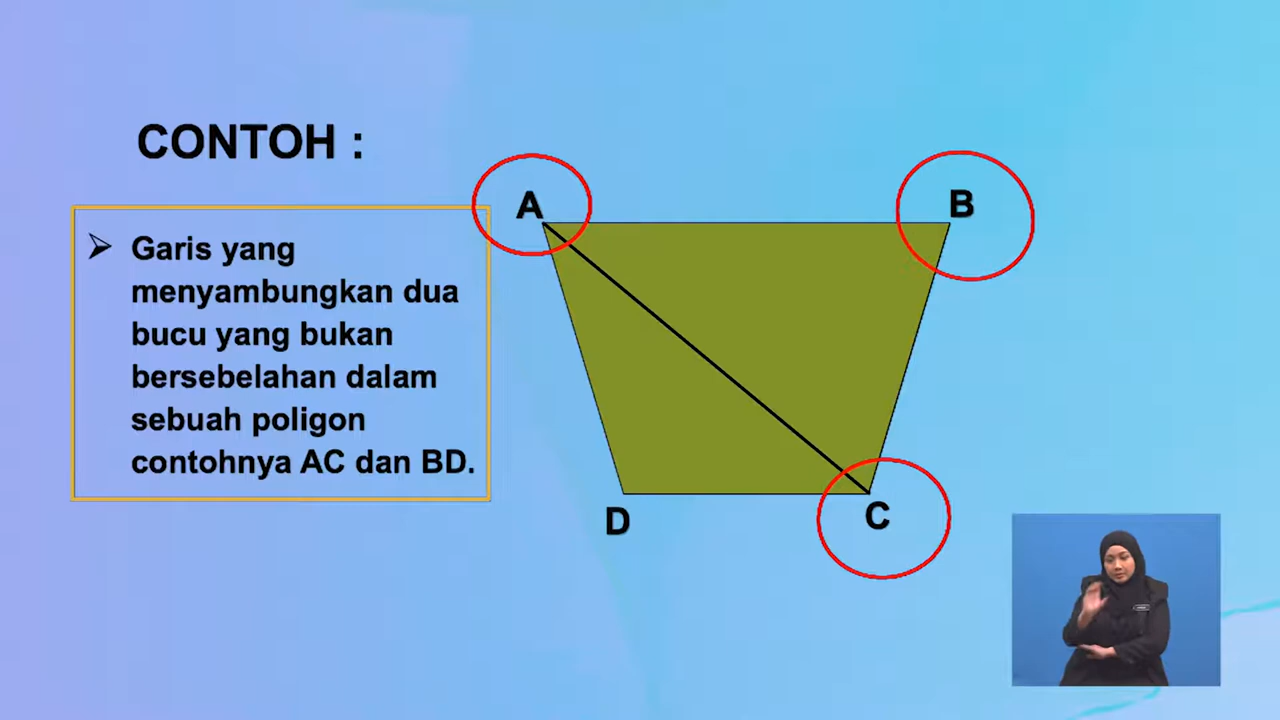 CONTOH :
Garis yang
menyambungkan dua
bucu yang bukan
bersebelahan dalam
sebuah poligon
contohnya AC dan BD.
A
B
D
C